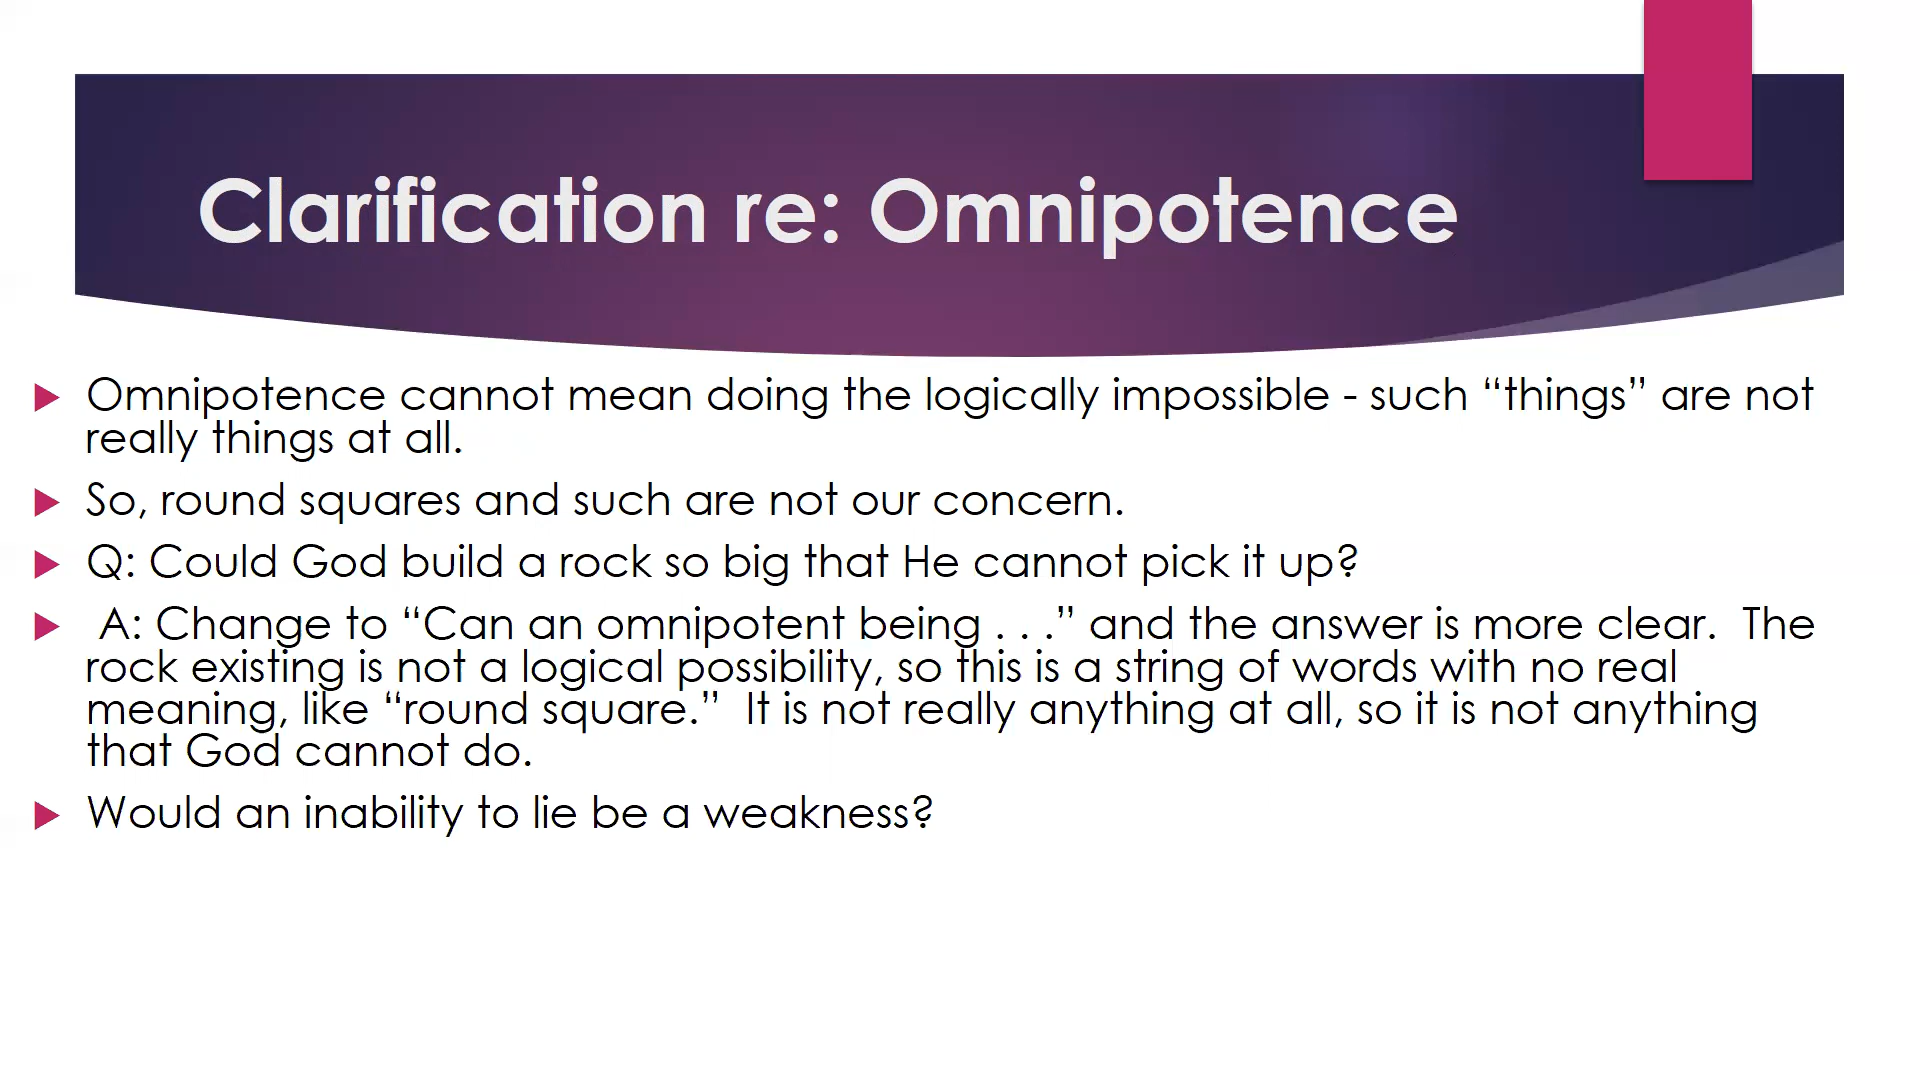 Clarification re: Omnipotence
Omnipotence cannot mean doing the logically impossible - such “things” are not
really things at all.
So, round squares and such are not our concern.
Q: Could God build a rock so big that He cannot pick it up?
A: Change to “Can an omnipotent being . . .” and the answer is more clear.  The
rock existing is not a logical possibility, so this is a string of words with no real
meaning, like “round square.”  It is not really anything at all, so it is not anything
that God cannot do.
Would an inability to lie be a weakness?